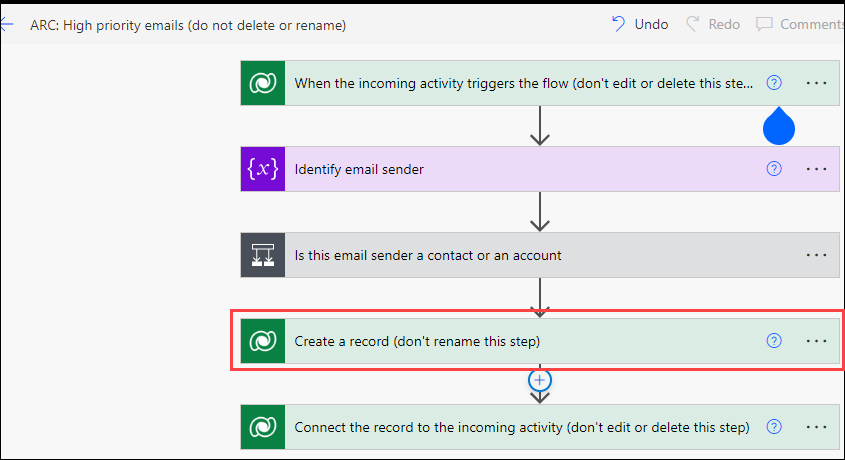 ARC: High priority emails (do not delete or rename)
Undo
Redo
Comments
When the incoming activity triggers the flow (don't edit or delete this ste...
{x} Identify email sender
Is this email sender a contact or an account
Create a record (don't rename this step)
Connect the record to the incoming activity (don't edit or delete this step)